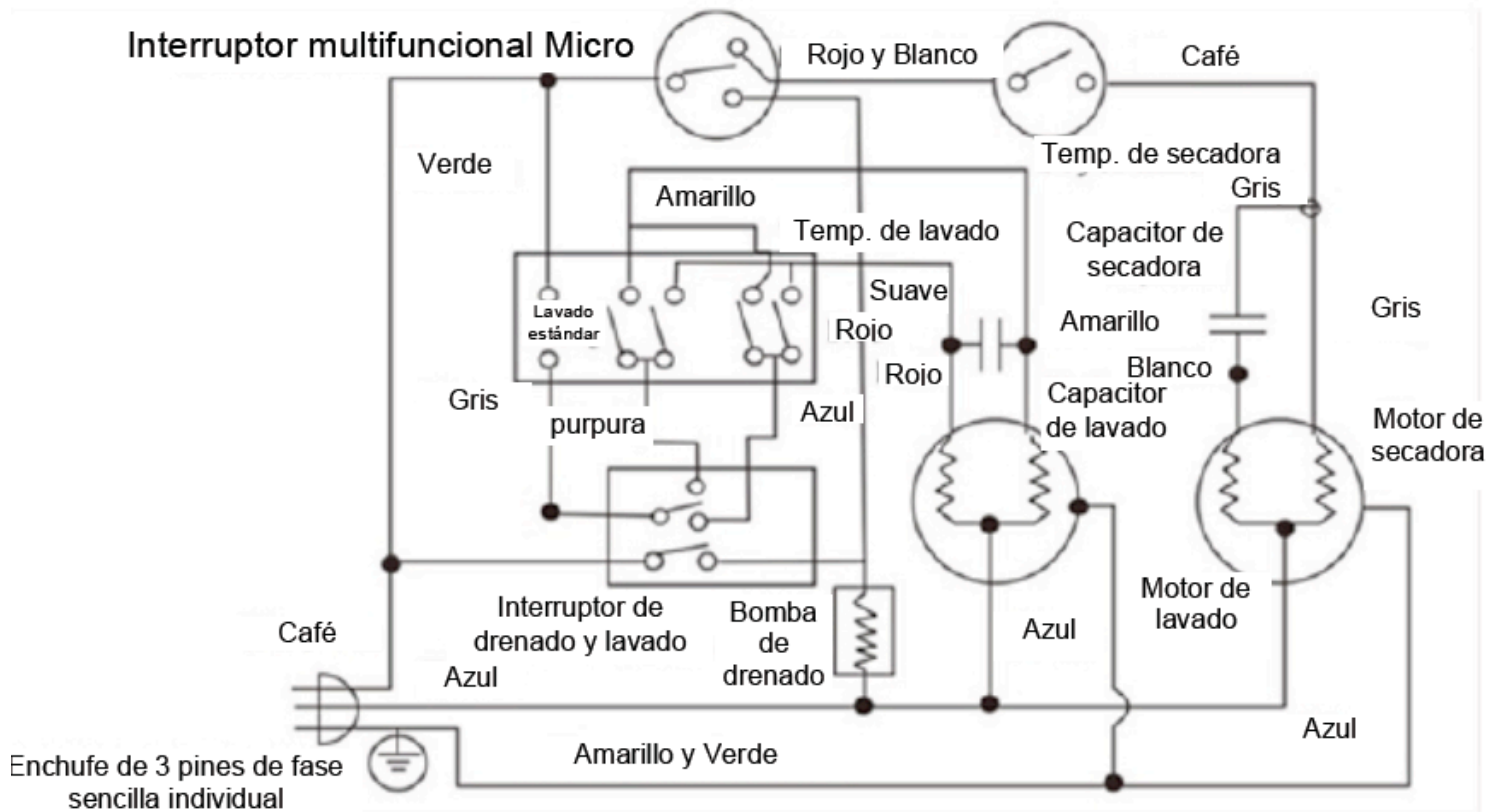 Interruptor multifuncional Micro
Rojo y Blanco
Café
Verde
Temp. de secadora
Amarillo
Gris
Temp. de lavado
Capacitor de
secadora
Suave
Lavado
estándar
Rojo
Amarillo
Gris
Rojo
Blanco
Gris
Azul
Capacitor
de lavado
purpura
Motor de
secadora
Interruptor de
drenado y lavado
Bomba
de
drenado
Motor de
lavado
Café
Azul
Azul
Azul
Amarillo y Verde
Enchufe de 3 pines de fase
sencilla individual